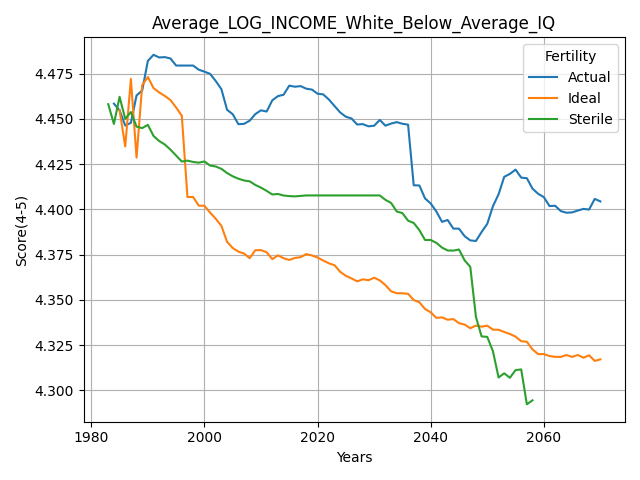 Average_LOG_INCOME_White_Below_Average_IQ
Fertility
Actual
Ideal
Sterile
Score(4-5)
4.475
4.450
4.425
4.400
4.375
4.350
4.325
4.300
1980
2000
2020
2040
2060
Years